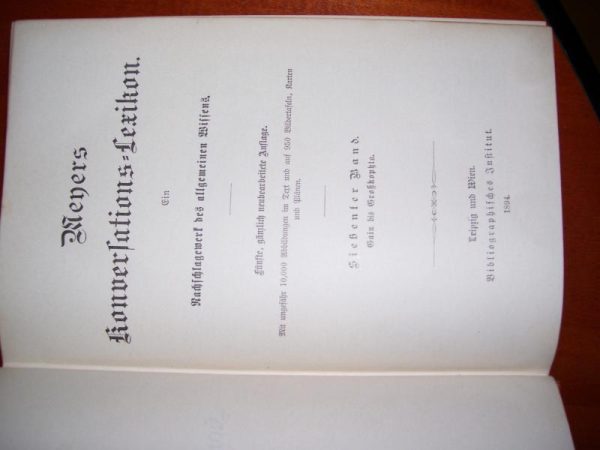 Meyers
Konversations-Lexikon.
Ein
Nachschlagewerk des allgemeinen Wissens.
Fünfte, gänzlich neubearbeitete Auflage.
Mit ungefähr 10,000 Abbildungen im Text und auf 950 Bildertafeln, Karten
und Plänen.
Siebenter Band.
Gain bis Großkophta.
Leipzig und Wien.
Bibliographisches Institut.
1894.